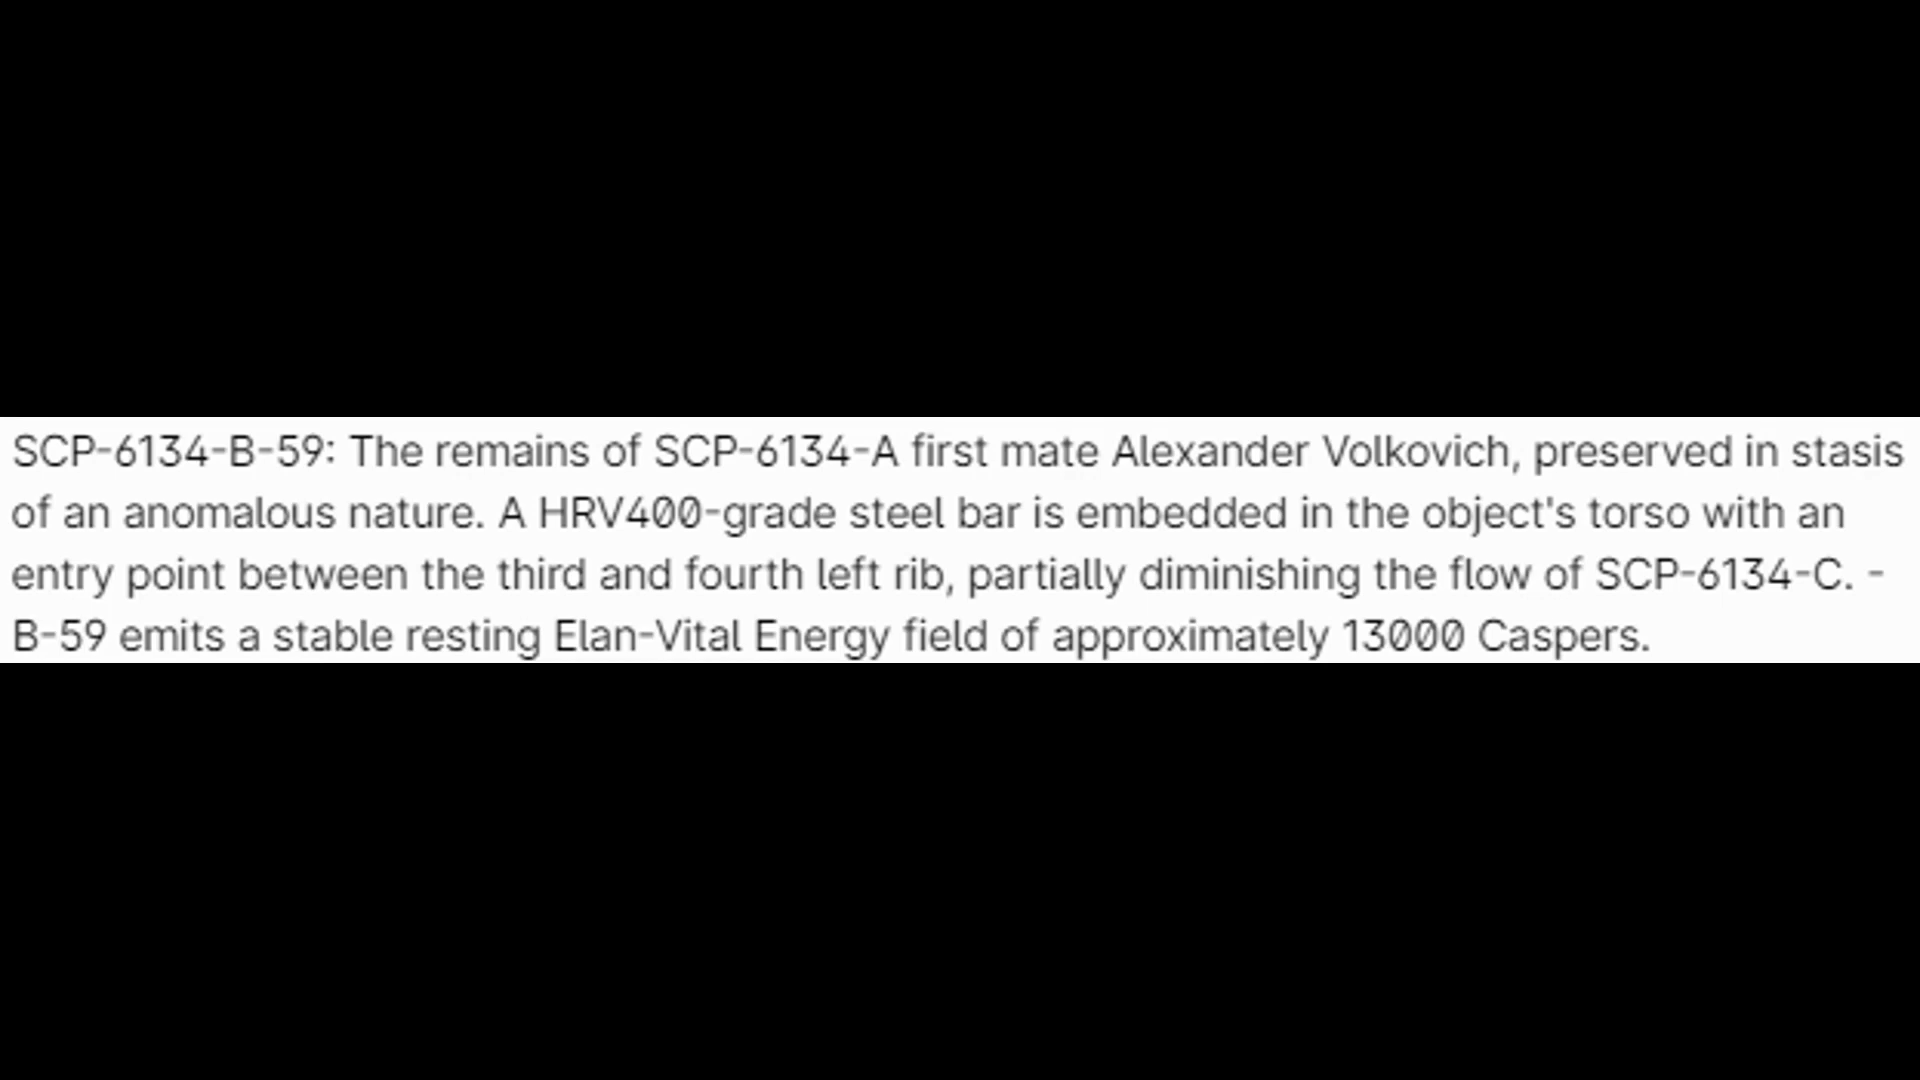 SCP-6134-B-59: The remains of SCP-6134-A first mate Alexander Volkovich, preserved in stasis
of an anomalous nature. A HRV400-grade steel bar is embedded in the object's torso with an
entry point between the third and fourth left rib, partially diminishing the flow of SCP-6134-C. -
B-59 emits a stable resting Elan-Vital Energy field of approximately 13000 Caspers.